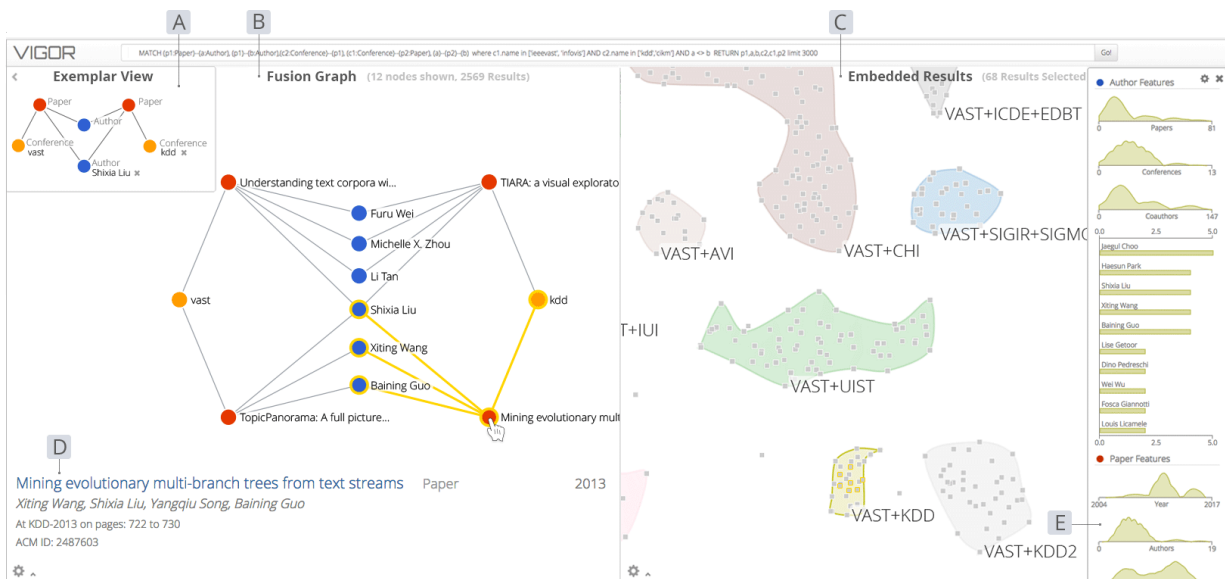 A
B
C
VIGOR
MATCH (p1:Paper)--(a:Author), (p1)--(b:Author),(c2:Conference)--(p1), (c1:Conference)--(p2:Paper), (a)--(p2)--(b) where c1.name in ['ieeevast', 'infovis'] AND c2.name in ['kdd','cikm'] AND a <> b RETURN p1,a,b,c2,c1,p2 limit 3000
Go!
Exemplar View
Paper
Paper
Author
Conference
vast
Conference
kdd ✖
Author
Shixia Liu ✖
Fusion Graph (12 nodes shown, 2569 Results)
Understanding text corpora wi...
TIARA: a visual explorato
Furu Wei
Michelle X. Zhou
Li Tan
vast
Shixia Liu
kdd
Xiting Wang
Baining Guo
TopicPanorama: A full picture...
Mining evolutionary mult
D
Mining evolutionary multi-branch trees from text streams Paper 2013
Xiting Wang, Shixia Liu, Yangqiu Song, Baining Guo
At KDD-2013 on pages: 722 to 730
ACM ID: 2487603
Embedded Results (68 Results Selected
VAST+ICDE+EDBT
VAST+AVI
VAST+CHI
VAST+SIGIR+SIGMO
T+IUI
VAST+UIST
VAST+KDD
VAST+KDD2
Author Features
0 Papers 81
0 Conferences 13
0 Coauthors 147
0.0 2.5 5.0
Jaegul Choo
Haesun Park
Shixia Liu
Xiting Wang
Baining Guo
Lise Getoor
Dino Pedreschi
Wei Wu
Fosca Giannotti
Louis Licamele
0.0 2.5 5.0
Paper Features
2004 Year 2017
E
0 Authors 19